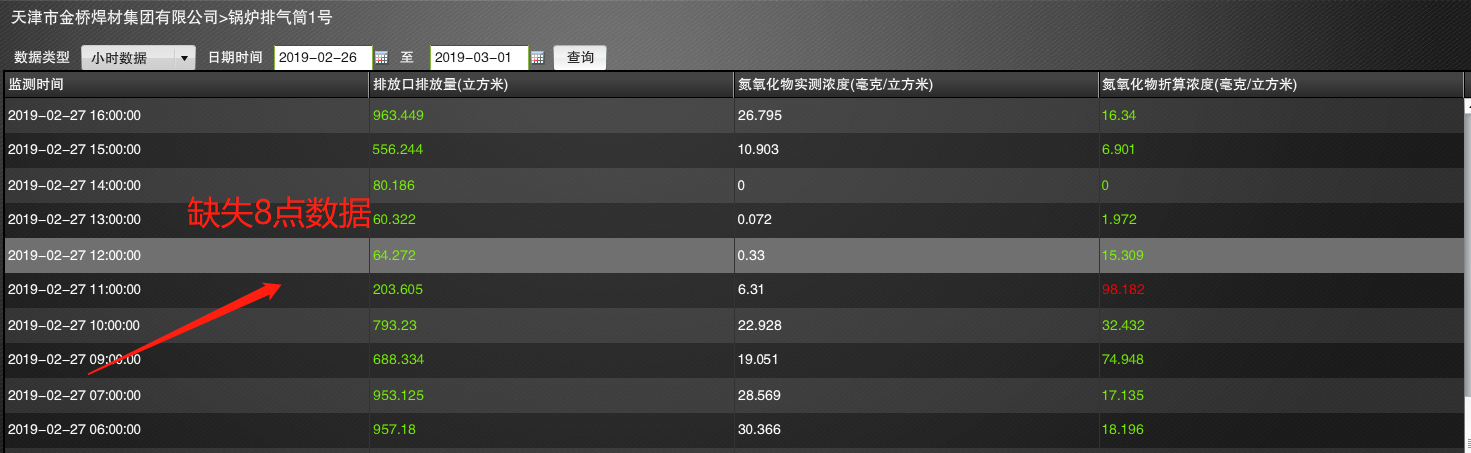 天津市金桥焊材集团有限公司>锅炉排气筒1号
数据类型 小时数据 日期时间 2019-02-26 至 2019-03-01 查询
监测时间 排放口排放量(立方米) 氮氧化物实测浓度(毫克/立方米) 氮氧化物折算浓度(毫克/立方米)
2019-02-27 16:00:00 963.449 26.795 16.34
2019-02-27 15:00:00 556.244 10.903 6.901
2019-02-27 14:00:00 80.186 0 0
缺失8点数据
2019-02-27 13:00:00 60.322 0.072 1.972
2019-02-27 12:00:00 64.272 0.33 15.309
2019-02-27 11:00:00 203.605 6.31 98.182
2019-02-27 10:00:00 793.23 22.928 32.432
2019-02-27 09:00:00 688.334 19.051 74.948
2019-02-27 07:00:00 953.125 28.569 17.135
2019-02-27 06:00:00 957.18 30.366 18.196